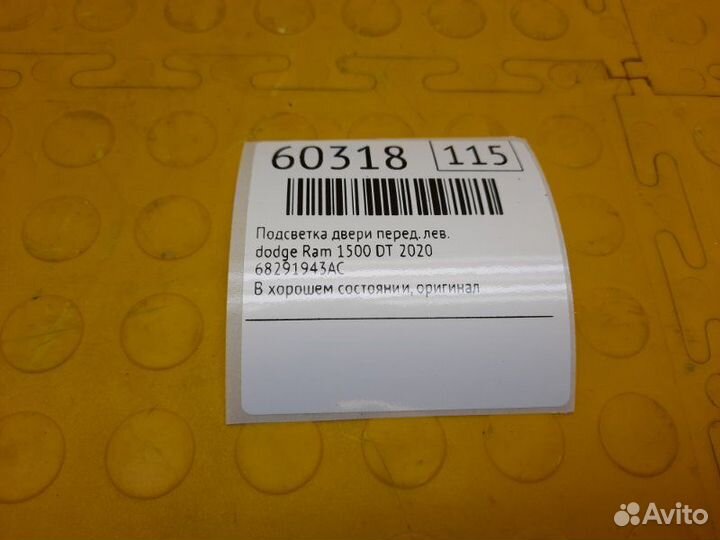 60318 115
Подсветка двери перед.лев.
dodge Ram 1500 DT 2020
68291943AC
В хорошем состоянии, оригинал
Avito